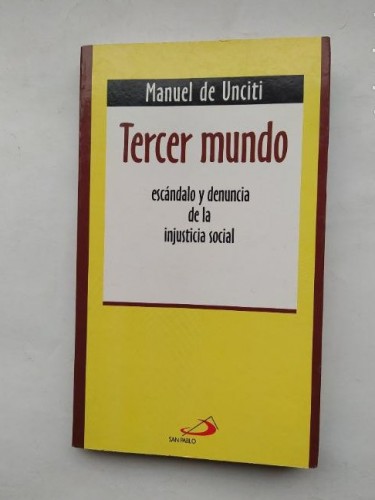 Manuel de Unciti
Tercer mundo
escándalo y denuncia
de la
injusticia social
SAN PABLO